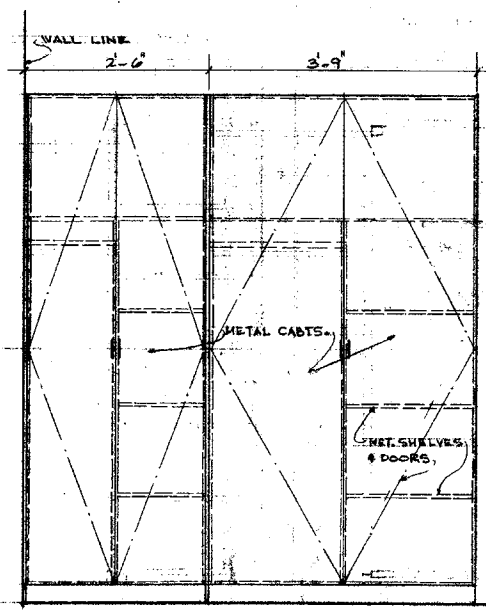 WALL LINE
2'-6" 3'-9"
METAL CABTS.
MET. SHELVES
& DOORS,